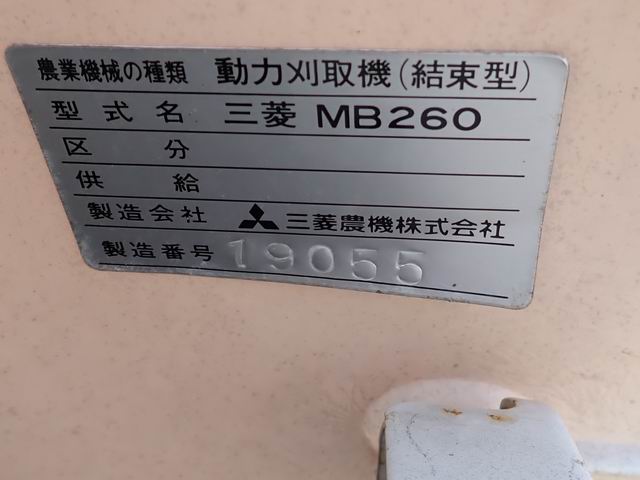 農業機械の種類 動力刈取機(結束型)
型式名 三菱 MB260
区分
供給
製造会社 三菱農機株式会社
製造番号 19055